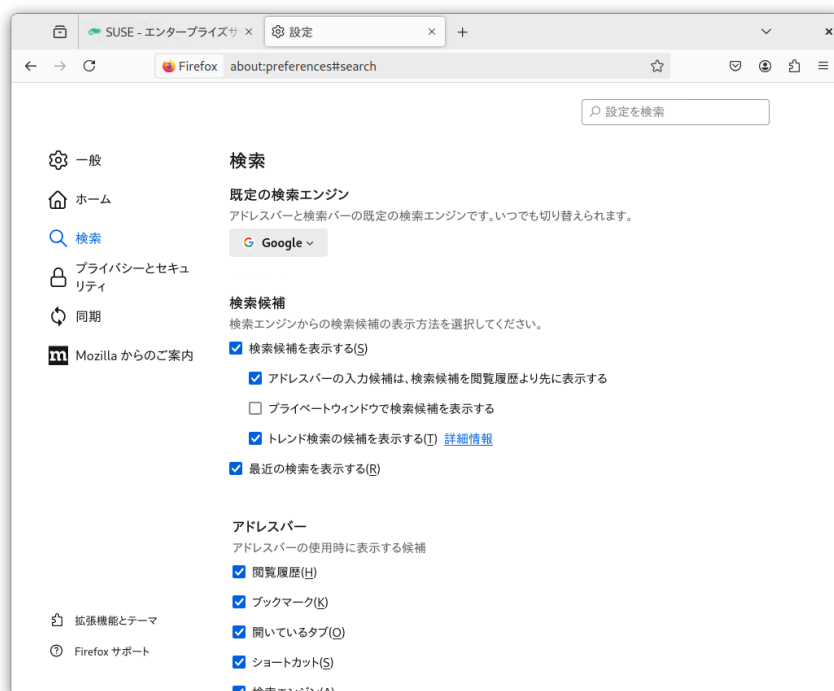 SUSE - エンタープライズサ
設定
Firefox
about:preferences#search
設定を検索
一般
ホーム
検索
プライバシーとセキュ
リティ
同期
Mozilla からのご案内
拡張機能とテーマ
Firefox サポート
検索
既定の検索エンジン
アドレスバーと検索バーの既定の検索エンジンです。いつでも切り替えられます。
Google
検索候補
検索エンジンからの検索候補の表示方法を選択してください。
検索候補を表示する(S)
アドレスバーの入力候補は、検索候補を閲覧履歴より先に表示する
プライベートウィンドウで検索候補を表示する
トレンド検索の候補を表示する(T) 詳細情報
最近の検索を表示する(R)
アドレスバー
アドレスバーの使用時に表示する候補
閲覧履歴(H)
ブックマーク(K)
開いているタブ(O)
ショートカット(S)
検索エンジン(A)